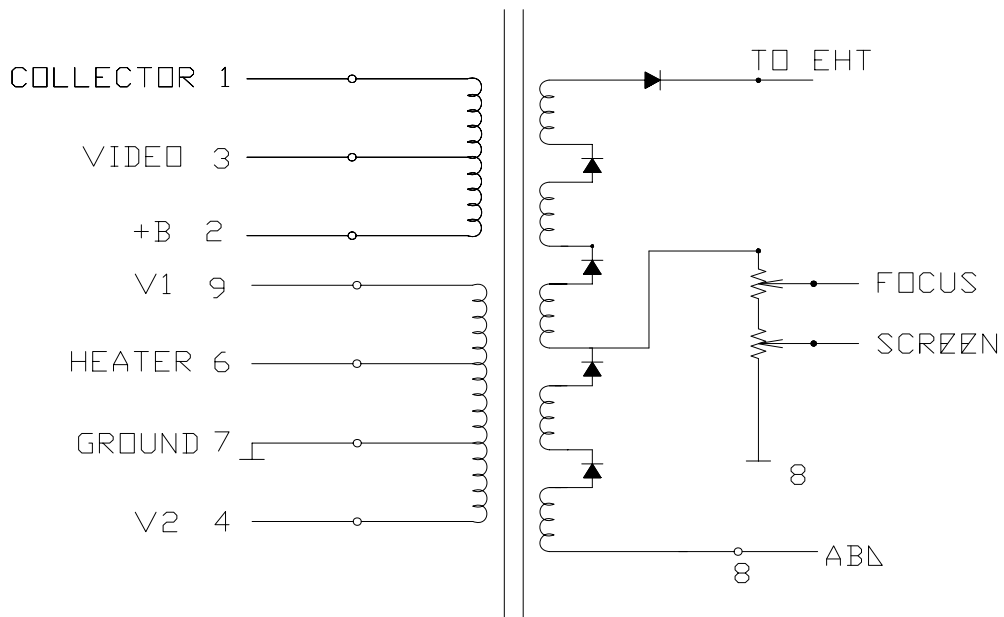 COLLECTOR 1
VIDEO 3
+B 2
V1 9
HEATER 6
GROUND 7
V2 4
TO EHT
FOCUS
SCREEN
8
8